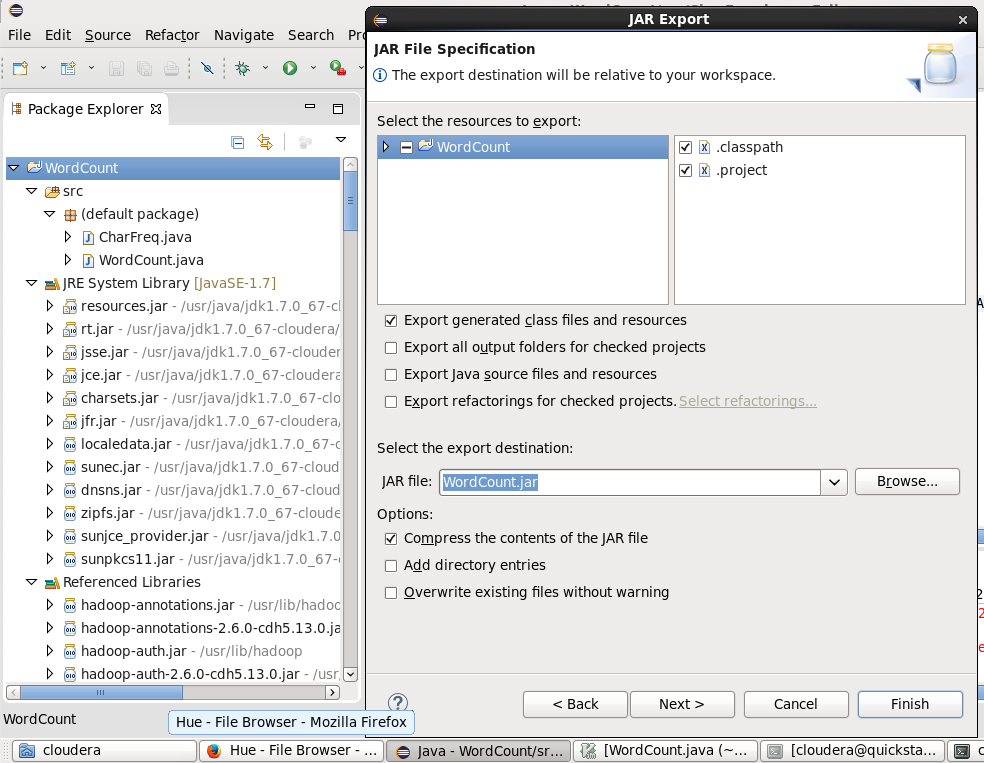 JAR Export
File Edit Source Refactor Navigate Search
Package Explorer
WordCount
src
(default package)
CharFreq.java
WordCount.java
JRE System Library [JavaSE-1.7]
resources.jar - /usr/java/jdk1.7.0_67-cl
rt.jar - /usr/java/jdk1.7.0_67-cloudera/
jsse.jar - /usr/java/jdk1.7.0_67-clouder
jce.jar - /usr/java/jdk1.7.0_67-cloudera
charsets.jar - /usr/java/jdk1.7.0_67-clo
jfr.jar - /usr/java/jdk1.7.0_67-cloudera/
localedata.jar - /usr/java/jdk1.7.0_67-c
sunec.jar - /usr/java/jdk1.7.0_67-cloud
dnsns.jar - /usr/java/jdk1.7.0_67-cloud
zipfs.jar - /usr/java/jdk1.7.0_67-cloude
sunjce_provider.jar - /usr/java/jdk1.7.0
sunpkcs11.jar - /usr/java/jdk1.7.0_67-
Referenced Libraries
hadoop-annotations.jar - /usr/lib/hadoo
hadoop-annotations-2.6.0-cdh5.13.0.ja
hadoop-auth.jar - /usr/lib/hadoop
hadoop-auth-2.6.0-cdh5.13.0.jar - /usr,
WordCount
JAR File Specification
The export destination will be relative to your workspace.
Select the resources to export:
WordCount
.classpath
.project
Export generated class files and resources
Export all output folders for checked projects
Export Java source files and resources
Export refactorings for checked projects. Select refactorings...
Select the export destination:
JAR file: WordCount.jar Browse...
Options:
Compress the contents of the JAR file
Add directory entries
Overwrite existing files without warning
< Back Next > Cancel Finish
Hue - File Browser - Mozilla Firefox
cloudera Hue - File Browser - ... Java - WordCount/sr... [WordCount.java (~... [cloudera@quicksta...